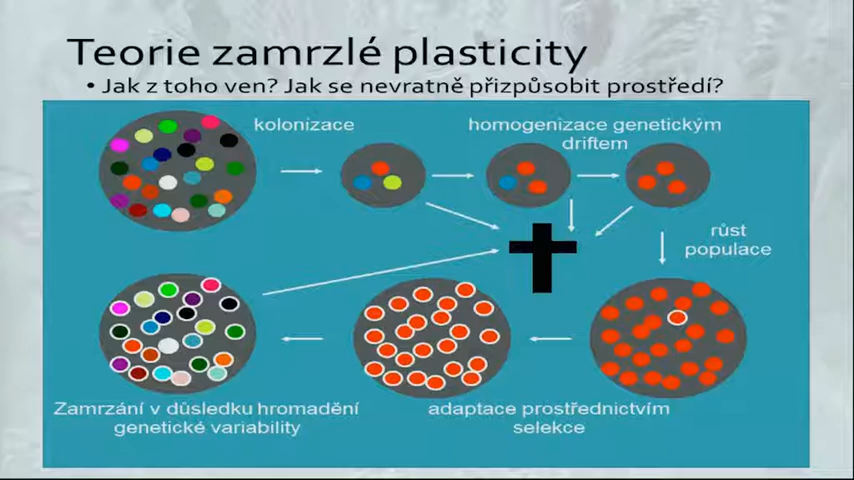 Teorie zamrzlé plasticity
• Jak z toho ven? Jak se nevratně přizpůsobit prostředí?
kolonizace
homogenizace genetickým
driftem
růst
populace
Zamrzání v důsledku hromadění
genetické variability
adaptace prostřednictvím
selekce